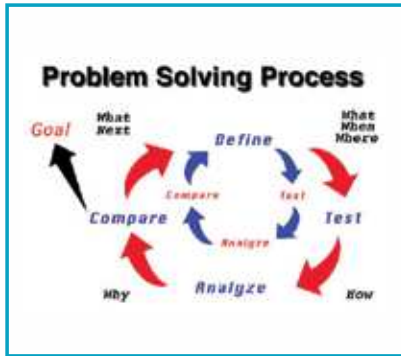 Problem Solving Process
Goal
What
Next
Define
What
When
Where
Compare
Test
Compare
Test
Analyze
Why
Analyze
How